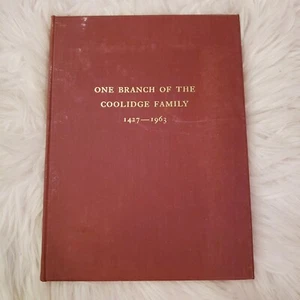 ONE BRANCH OF THE
COOLIDGE FAMILY
1427—1963